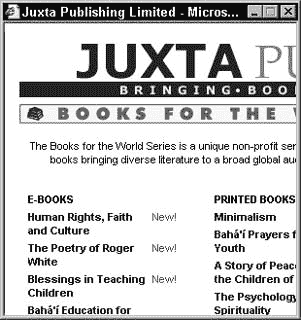 Juxta Publishing Limited - Micros...
JUXTA PU
BRINGING•BOO
BOOKS FOR THE W
The Books for the World Series is a unique non-profit ser
books bringing diverse literature to a broad global au
E-BOOKS
Human Rights, Faith and Culture New!
The Poetry of Roger White New!
Blessings in Teaching Children New!
Bahá'í Education for
PRINTED BOOKS
Minimalism
Bahá'í Prayers f
Youth
A Story of Peace
the Children of
The Psychology
Spirituality